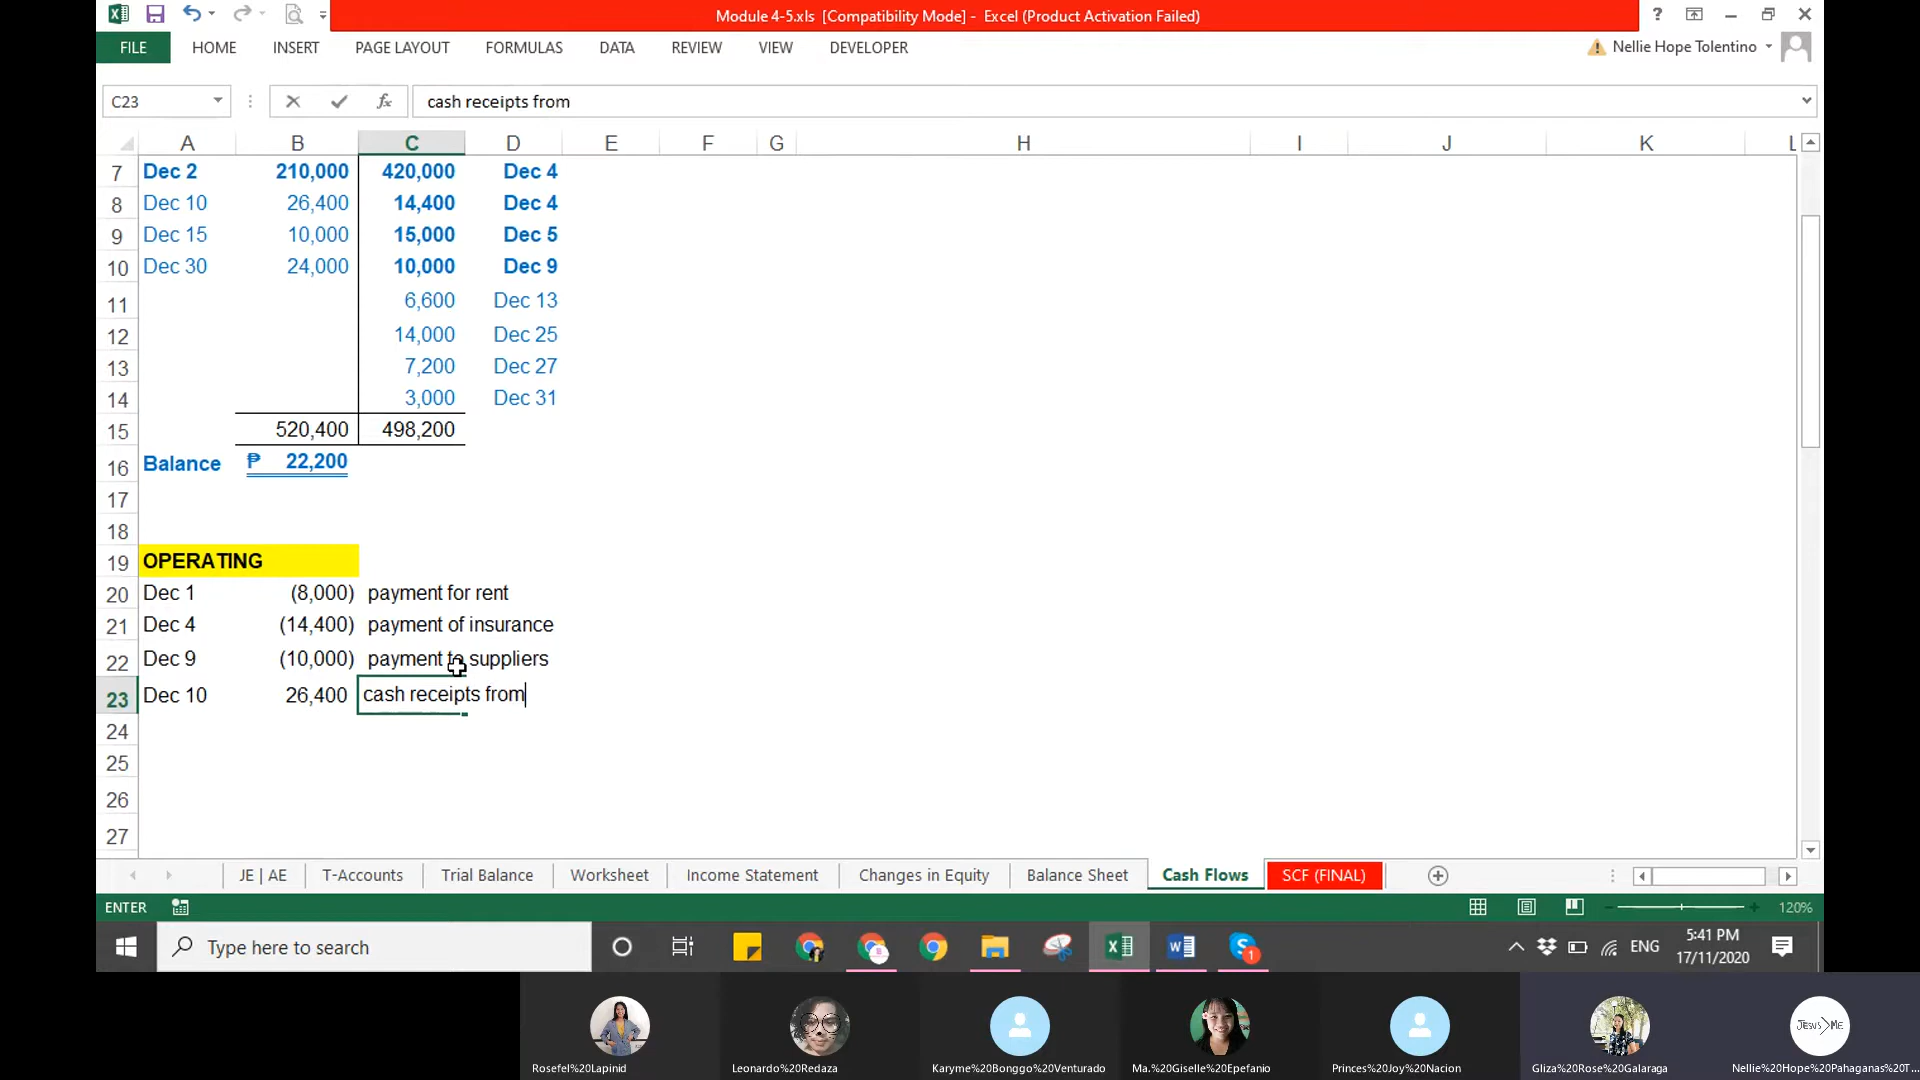 Module 4-5.xls [Compatibility Mode] - Excel (Product Activation Failed)
?
FILE HOME INSERT PAGE LAYOUT FORMULAS DATA REVIEW VIEW DEVELOPER Nellie Hope Tolentino
C23 fx cash receipts from
A B C D E F G H I J K L
7 Dec 2 210,000 420,000 Dec 4
8 Dec 10 26,400 14,400 Dec 4
9 Dec 15 10,000 15,000 Dec 5
10 Dec 30 24,000 10,000 Dec 9
11 6,600 Dec 13
12 14,000 Dec 25
13 7,200 Dec 27
14 3,000 Dec 31
15 520,400 498,200
16 Balance ₱ 22,200
17
18
19 OPERATING
20 Dec 1 (8,000) payment for rent
21 Dec 4 (14,400) payment of insurance
22 Dec 9 (10,000) payment to suppliers
23 Dec 10 26,400 cash receipts from
24
25
26
27
JE | AE T-Accounts Trial Balance Worksheet Income Statement Changes in Equity Balance Sheet Cash Flows SCF (FINAL)
ENTER 120%
Type here to search 1 ENG 5:41 PM
17/11/2020
JESUS>ME
Rosefel%20Lapinid Leonardo%20Redaza Karyme%20Bonggo%20Venturado Ma.%20Giselle%20Epefanio Princes%20Joy%20Nacion Gliza%20Rose%20Galaraga Nellie%20Hope%20Pahaganas%20T...